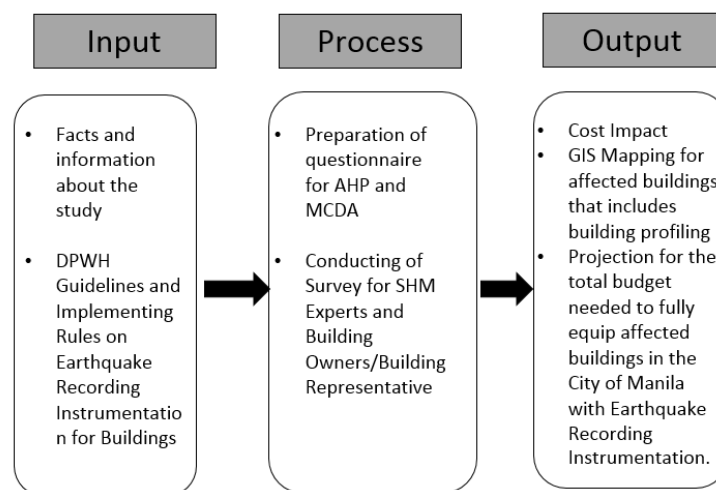 Input
Process
Output
Facts and
information
about the
study
DPWH
Guidelines and
Implementing
Rules on
Earthquake
Recording
Instrumentatio
n for Buildings
Preparation of
questionnaire
for AHP and
MCDA
Conducting of
Survey for SHM
Experts and
Building
Owners/Building
Representative
Cost Impact
GIS Mapping for
affected buildings
that includes
building profiling
Projection for the
total budget
needed to fully
equip affected
buildings in the
City of Manila
with Earthquake
Recording
Instrumentation.